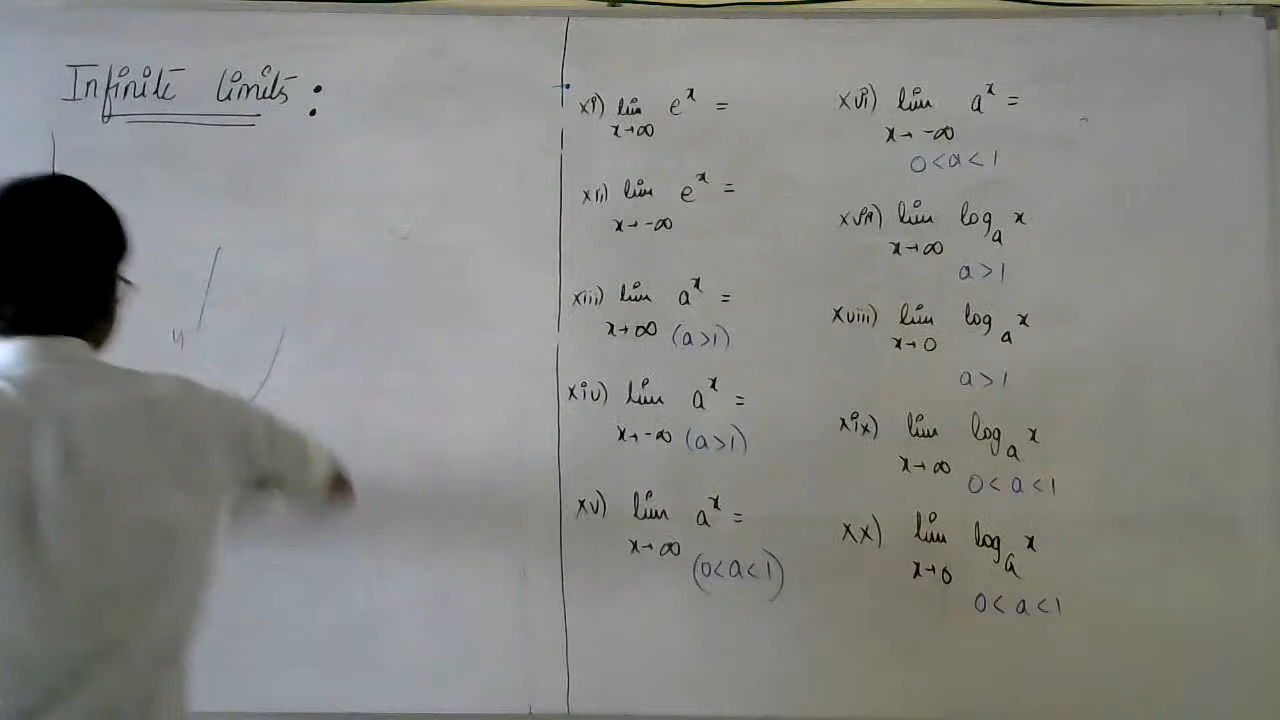 Infinite limits :
xi) lim e^x =
x→∞
xii) lim e^x =
x→-∞
xiii) lim a^x =
x→∞ (a>1)
xiv) lim a^x =
x→-∞ (a>1)
xv) lim a^x =
x→∞
(0<a<1)
xvi) lim a^x =
x→-∞
0<a<1
xvii) lim log_a x
x→∞
a>1
xviii) lim log_a x
x→0
a>1
xix) lim log_a x
x→∞
0<a<1
xx) lim log_a x
x→0
0<a<1